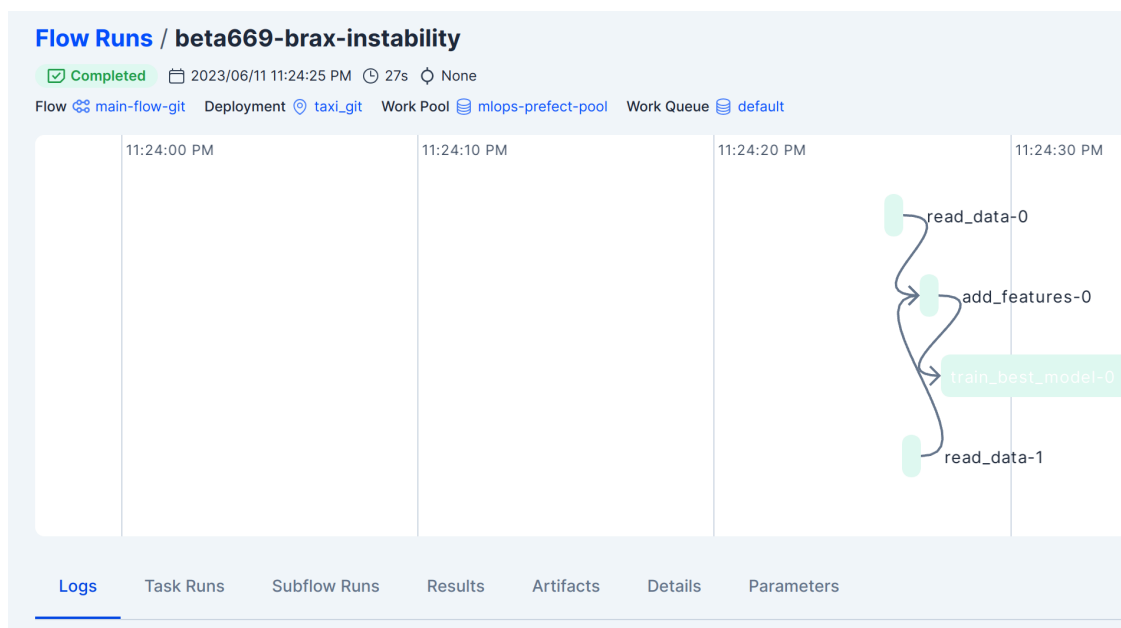 Flow Runs / beta669-brax-instability
Completed 2023/06/11 11:24:25 PM 27s None
Flow main-flow-git Deployment taxi_git Work Pool mlops-prefect-pool Work Queue default
11:24:00 PM 11:24:10 PM 11:24:20 PM 11:24:30 PM
read_data-0
add_features-0
train_best_model-0
read_data-1
Logs Task Runs Subflow Runs Results Artifacts Details Parameters